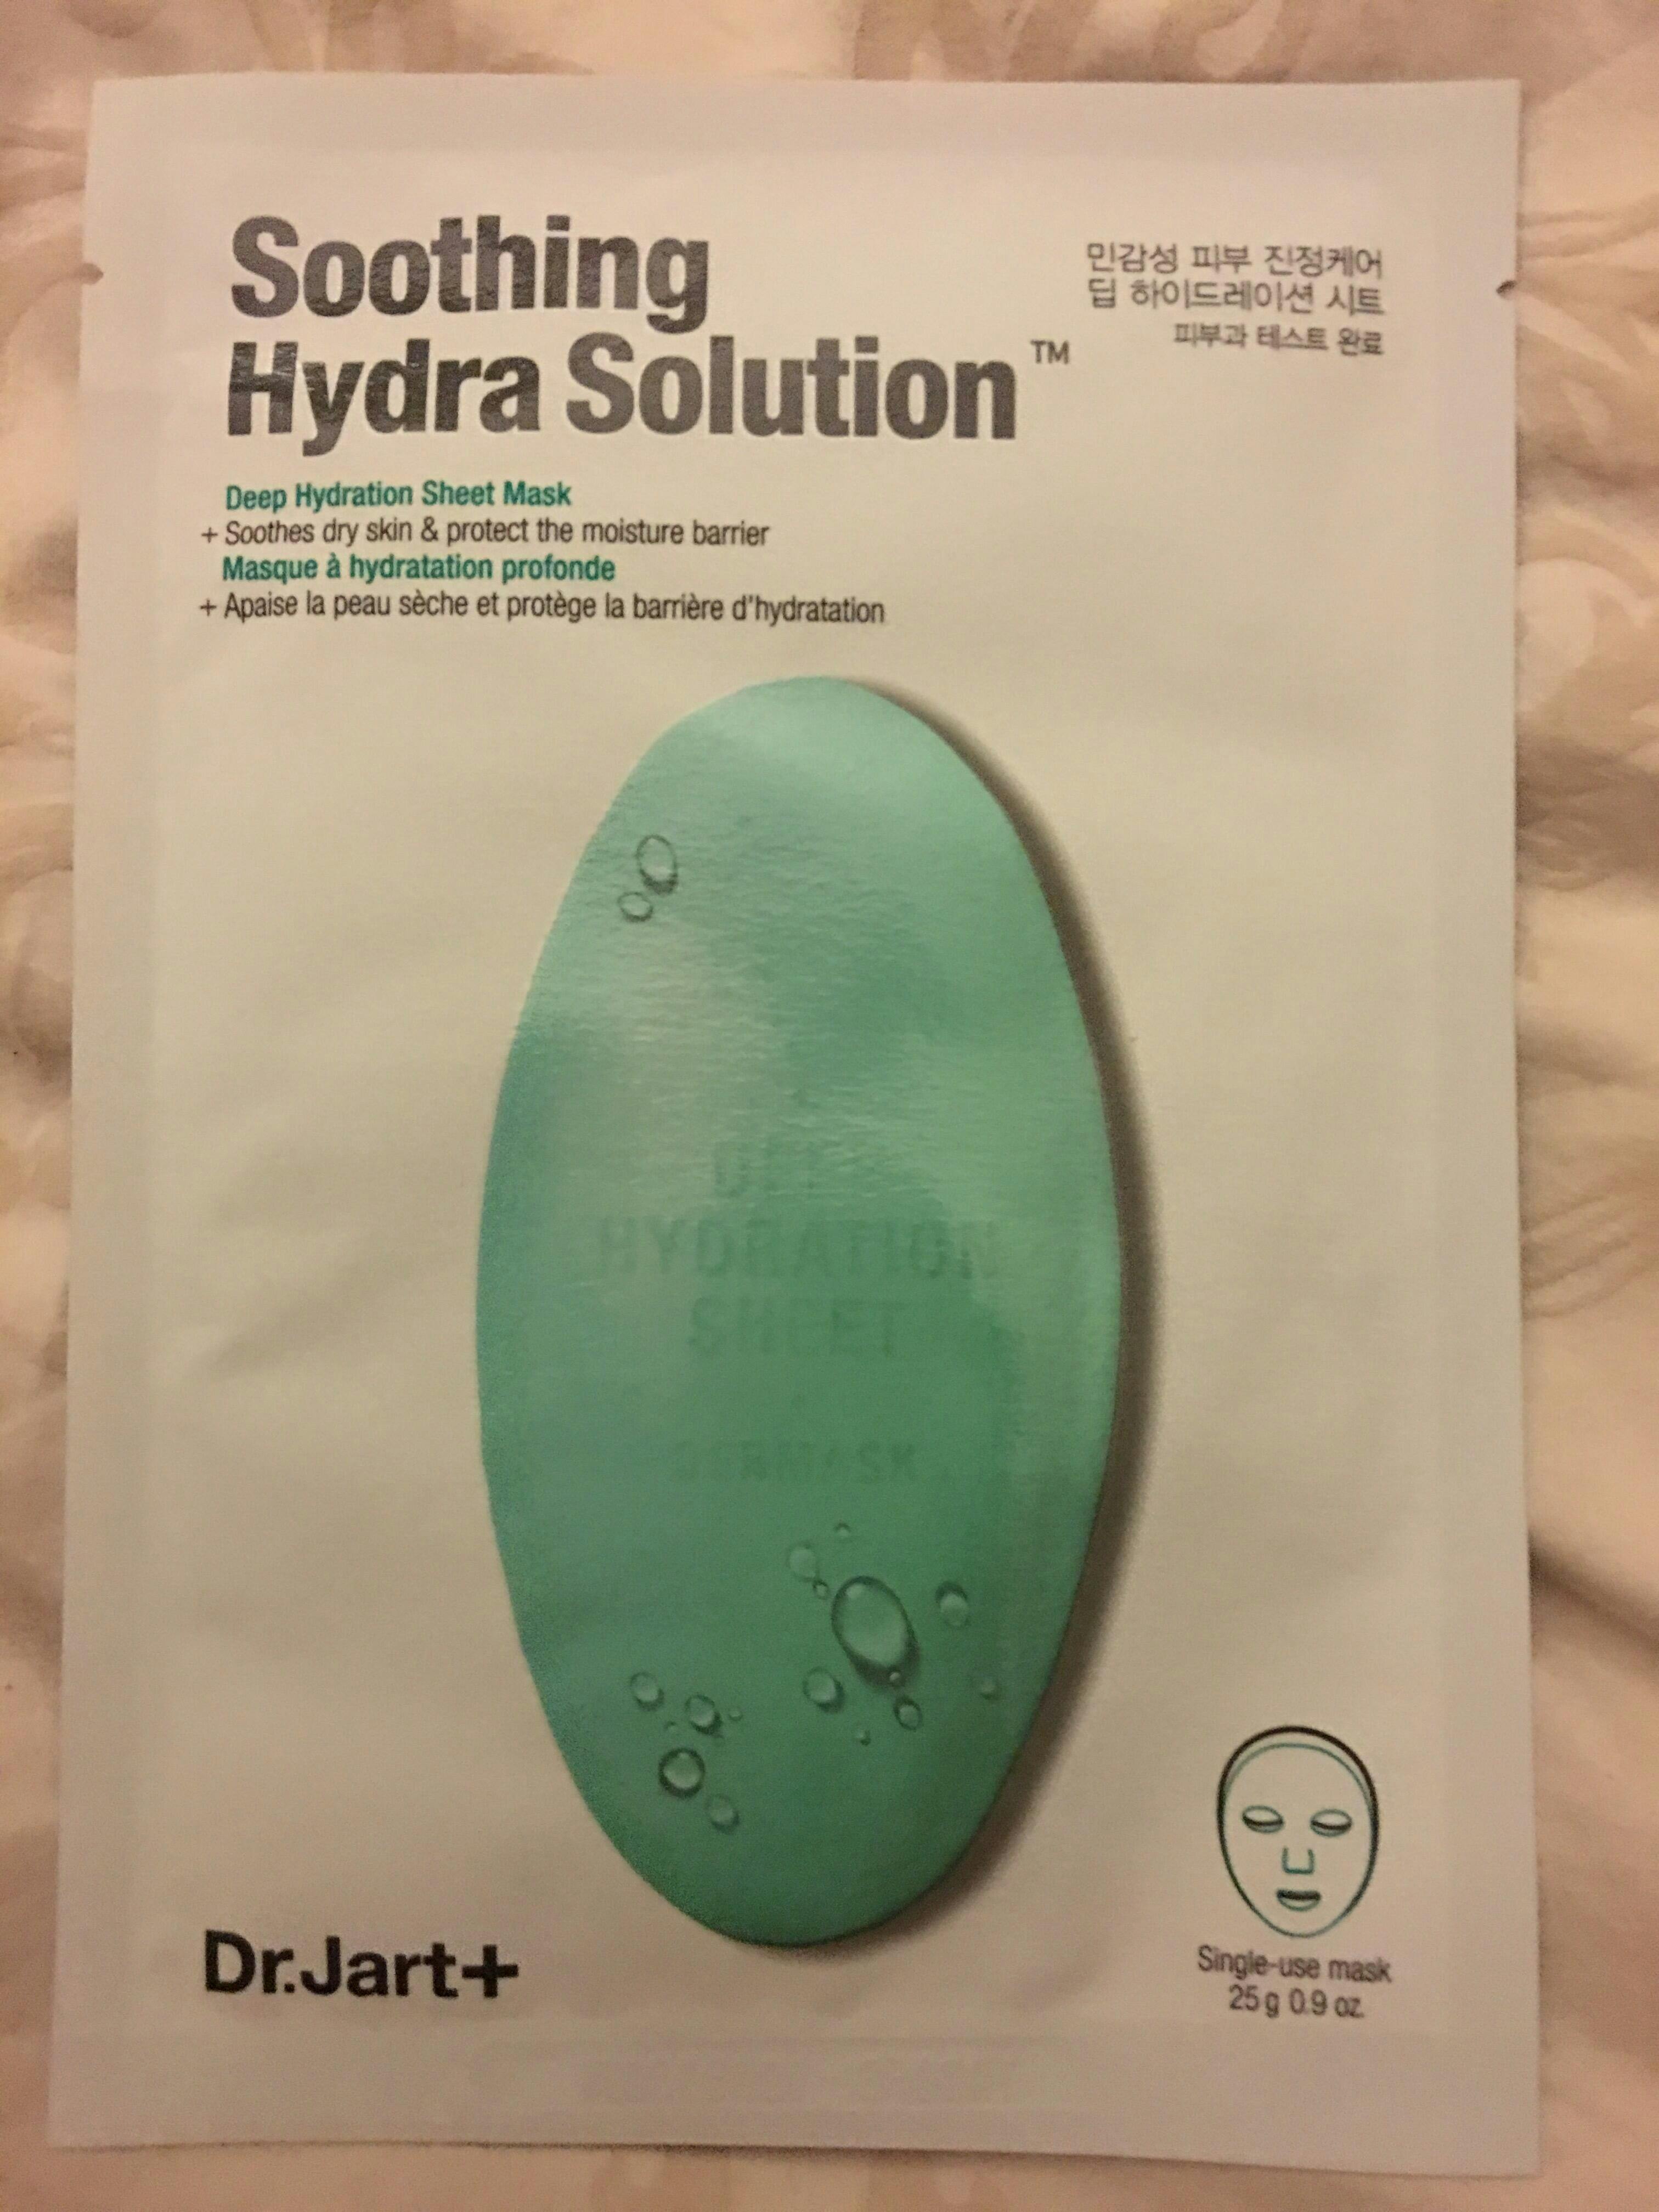 Soothing
Hydra Solution™
민감성 피부 진정케어
딥 하이드레이션 시트
피부과 테스트 완료
Deep Hydration Sheet Mask
+ Soothes dry skin & protect the moisture barrier
Masque à hydratation profonde
+ Apaise la peau sèche et protège la barrière d'hydratation
HYDRATION
SHEET
DERMASK
Dr.Jart+
Single-use mask
25 g 0.9 oz.